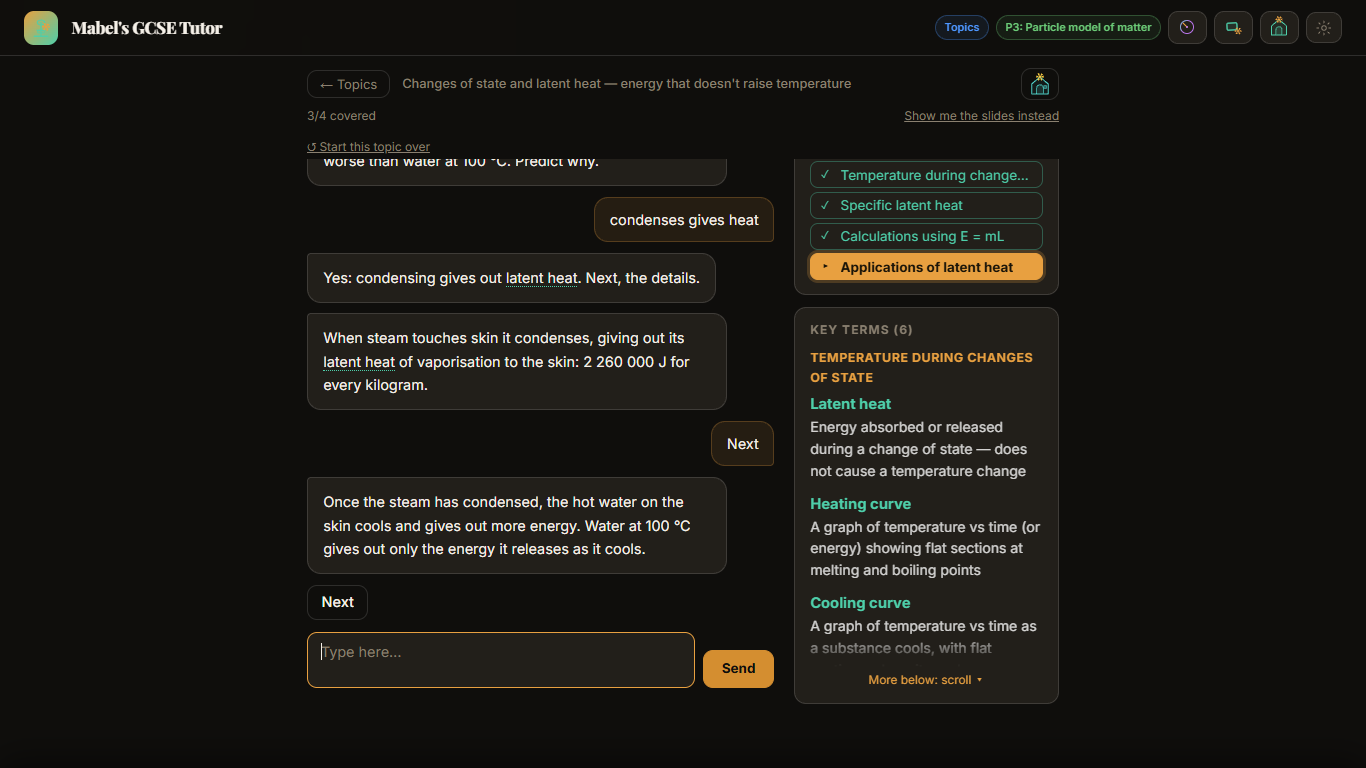 Mabel's GCSE Tutor
Topics
P3: Particle model of matter
← Topics
Changes of state and latent heat — energy that doesn't raise temperature
3/4 covered
Show me the slides instead
↺ Start this topic over
worse than water at 100 °C. Predict why.
condenses gives heat
Yes: condensing gives out latent heat. Next, the details.
When steam touches skin it condenses, giving out its
latent heat of vaporisation to the skin: 2 260 000 J for
every kilogram.
Next
Once the steam has condensed, the hot water on the
skin cools and gives out more energy. Water at 100 °C
gives out only the energy it releases as it cools.
Next
Type here...
Send
✓ Temperature during change...
✓ Specific latent heat
✓ Calculations using E = mL
‣ Applications of latent heat
KEY TERMS (6)
TEMPERATURE DURING CHANGES
OF STATE
Latent heat
Energy absorbed or released
during a change of state — does
not cause a temperature change
Heating curve
A graph of temperature vs time (or
energy) showing flat sections at
melting and boiling points
Cooling curve
A graph of temperature vs time as
a substance cools, with flat
More below: scroll ▾